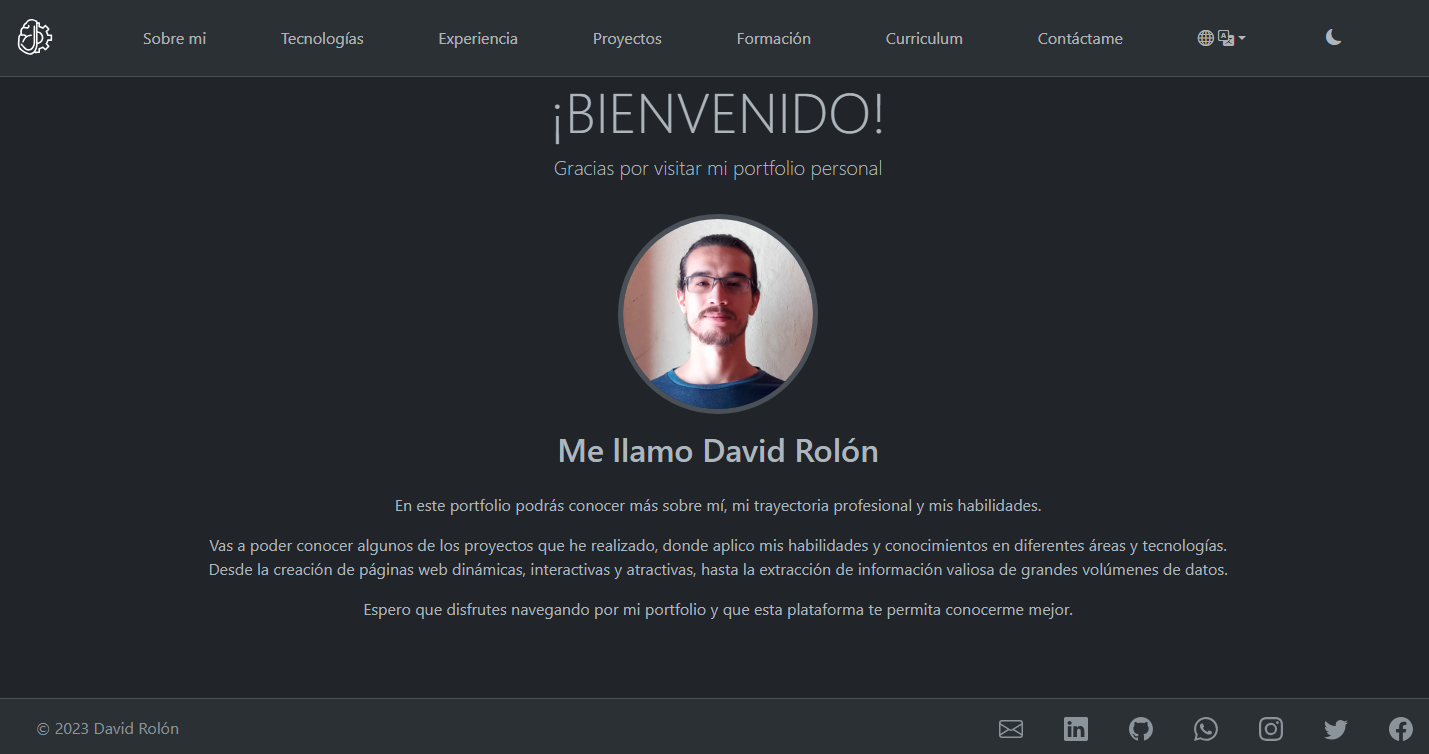 Sobre mi
Tecnologías
Experiencia
Proyectos
Formación
Curriculum
Contáctame
¡BIENVENIDO!
Gracias por visitar mi portfolio personal
Me llamo David Rolón
En este portfolio podrás conocer más sobre mí, mi trayectoria profesional y mis habilidades.
Vas a poder conocer algunos de los proyectos que he realizado, donde aplico mis habilidades y conocimientos en diferentes áreas y tecnologías.
Desde la creación de páginas web dinámicas, interactivas y atractivas, hasta la extracción de información valiosa de grandes volúmenes de datos.
Espero que disfrutes navegando por mi portfolio y que esta plataforma te permita conocerme mejor.
© 2023 David Rolón